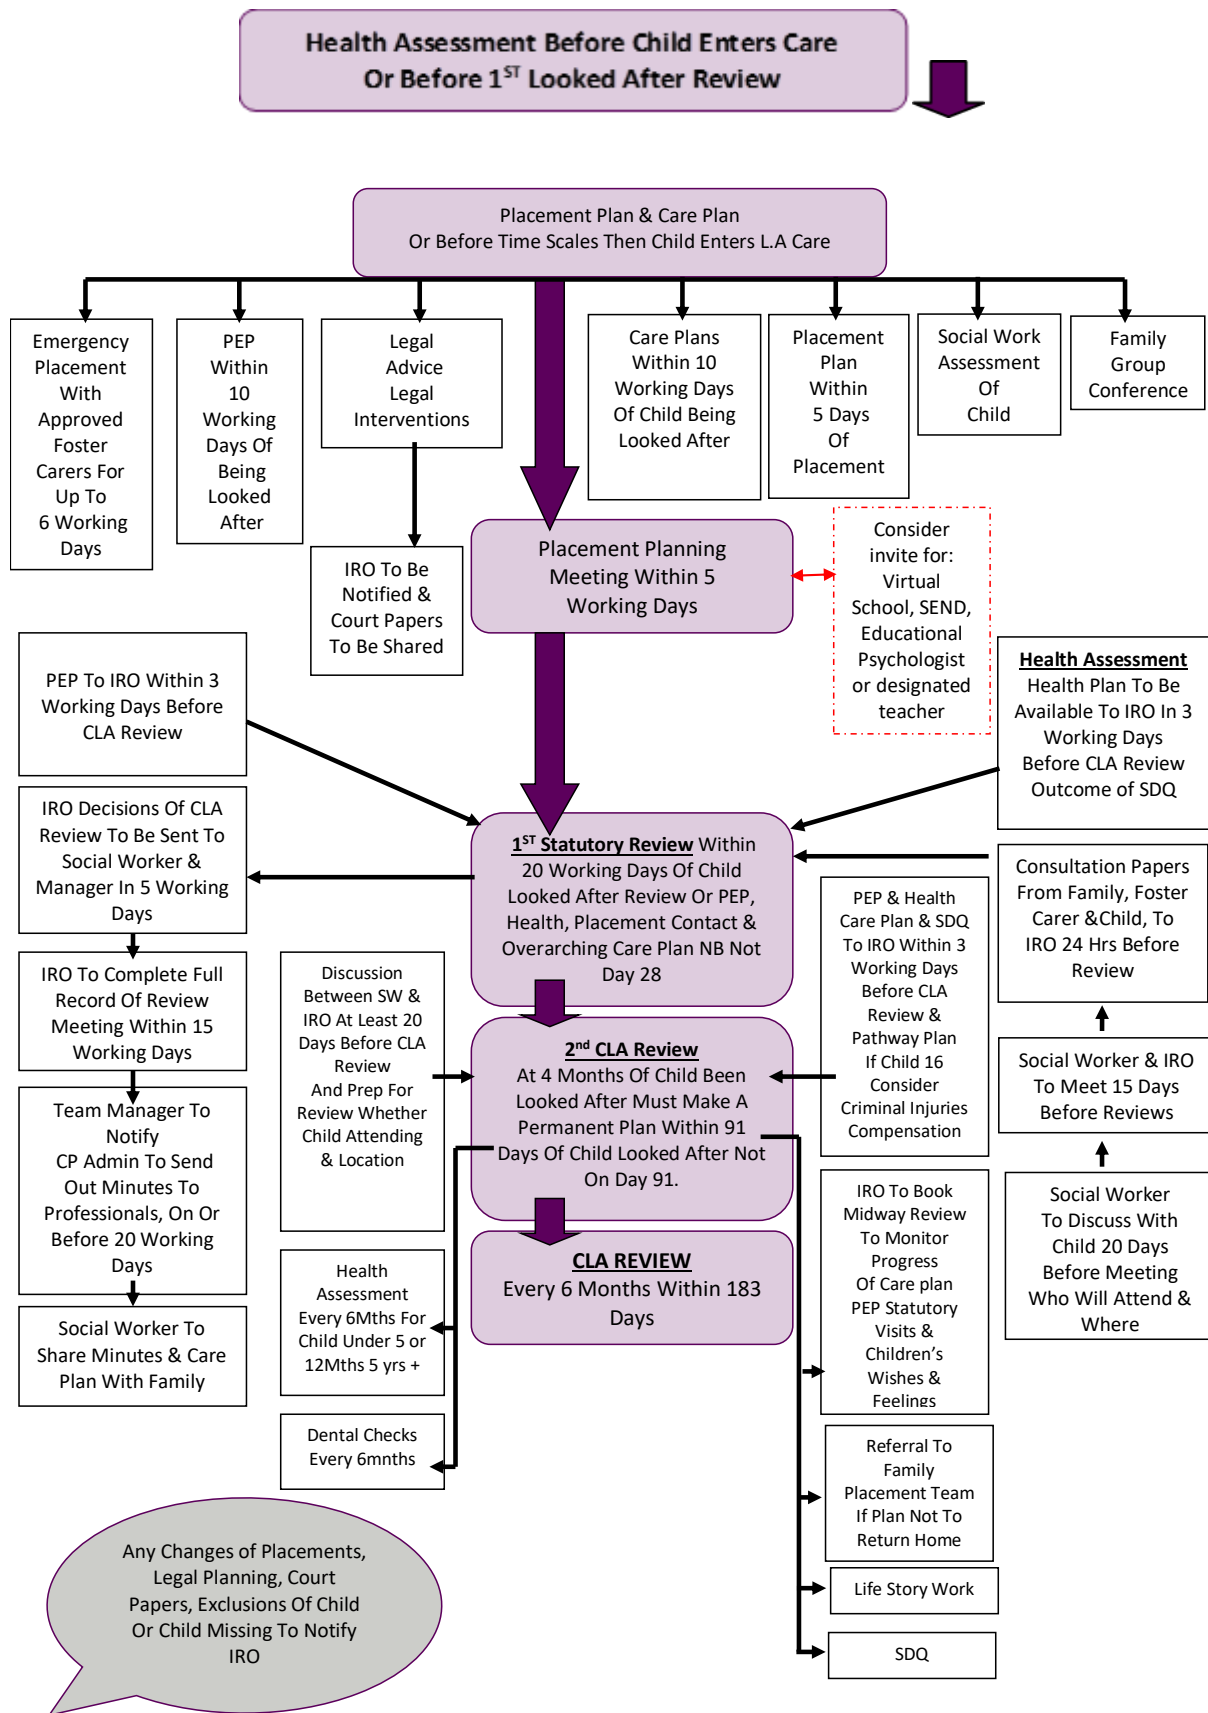 Health Assessment Before Child Enters Care
Or Before 1ST Looked After Review
Placement Plan & Care Plan
Or Before Time Scales Then Child Enters L.A Care
Emergency
Placement
With
Approved
Foster
Carers For
Up To
6 Working
Days
PEP
Within
10
Working
Days Of
Being
Looked
After
Legal
Advice
Legal
Interventions
Care Plans
Within 10
Working Days
Of Child Being
Looked After
Placement
Plan
Within
5 Days
Of
Placement
Social Work
Assessment
Of
Child
Family
Group
Conference
IRO To Be
Notified &
Court Papers
To Be Shared
Placement Planning
Meeting Within 5
Working Days
Consider
invite for:
Virtual
School, SEND,
Educational
Psychologist
or designated
teacher
PEP To IRO Within 3
Working Days Before
CLA Review
Health Assessment
Health Plan To Be
Available To IRO In 3
Working Days
Before CLA Review
Outcome of SDQ
IRO Decisions Of CLA
Review To Be Sent To
Social Worker &
Manager In 5 Working
Days
1ST Statutory Review Within
20 Working Days Of Child
Looked After Review Or PEP,
Health, Placement Contact &
Overarching Care Plan NB Not
Day 28
Consultation Papers
From Family, Foster
Carer &Child, To
IRO 24 Hrs Before
Review
PEP & Health
Care Plan & SDQ
To IRO Within 3
Working Days
Before CLA
Review &
Pathway Plan
If Child 16
Consider
Criminal Injuries
Compensation
IRO To Complete Full
Record Of Review
Meeting Within 15
Working Days
Discussion
Between SW &
IRO At Least 20
Days Before CLA
Review
And Prep For
Review Whether
Child Attending
& Location
2nd CLA Review
At 4 Months Of Child Been
Looked After Must Make A
Permanent Plan Within 91
Days Of Child Looked After Not
On Day 91.
Social Worker & IRO
To Meet 15 Days
Before Reviews
Team Manager To
Notify
CP Admin To Send
Out Minutes To
Professionals, On Or
Before 20 Working
Days
IRO To Book
Midway Review
To Monitor
Progress
Of Care plan
PEP Statutory
Visits &
Children’s
Wishes &
Feelings
Social Worker
To Discuss With
Child 20 Days
Before Meeting
Who Will Attend &
Where
CLA REVIEW
Every 6 Months Within 183
Days
Health
Assessment
Every 6Mths For
Child Under 5 or
12Mths 5 yrs +
Social Worker To
Share Minutes & Care
Plan With Family
Dental Checks
Every 6mnths
Referral To
Family
Placement Team
If Plan Not To
Return Home
Any Changes of Placements,
Legal Planning, Court
Papers, Exclusions Of Child
Or Child Missing To Notify
IRO
Life Story Work
SDQ